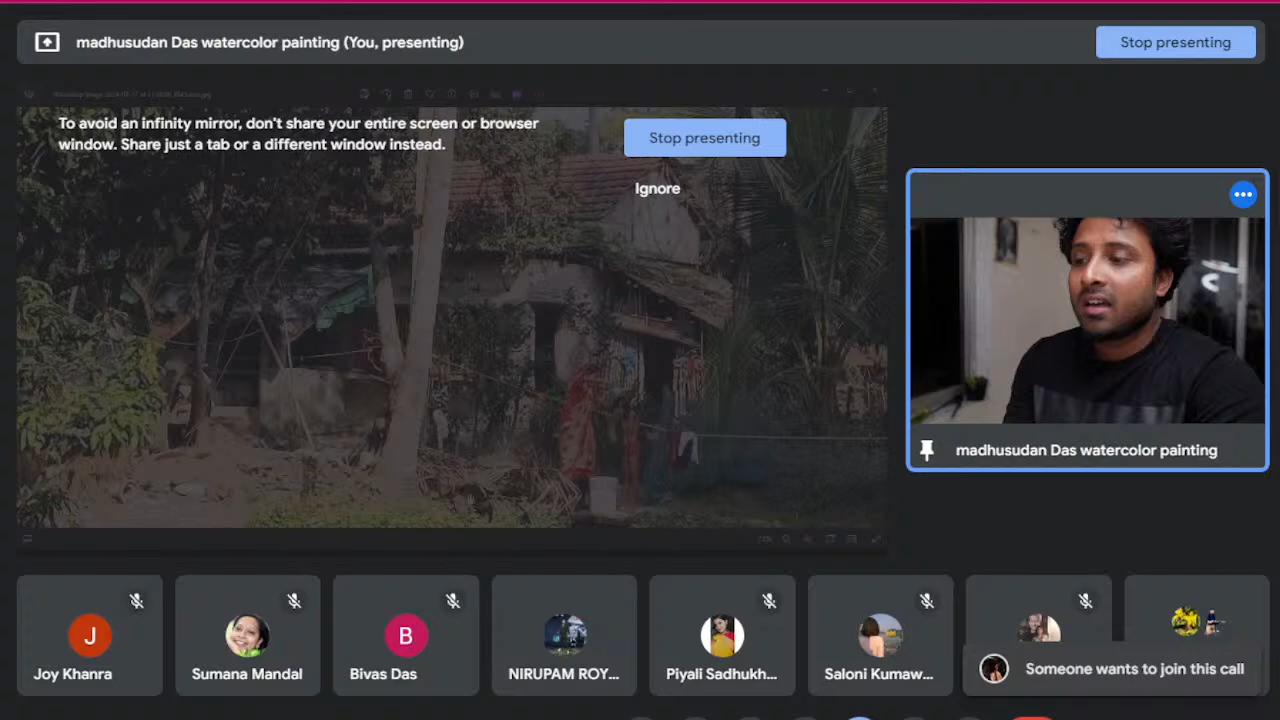 madhusudan Das watercolor painting (You, presenting)
Stop presenting
To avoid an infinity mirror, don't share your entire screen or browser
window. Share just a tab or a different window instead.
Stop presenting
Ignore
madhusudan Das watercolor painting
Joy Khanra
Sumana Mandal
B
Bivas Das
J
NIRUPAM ROY...
Piyali Sadhukh...
Saloni Kumaw...
Someone wants to join this call